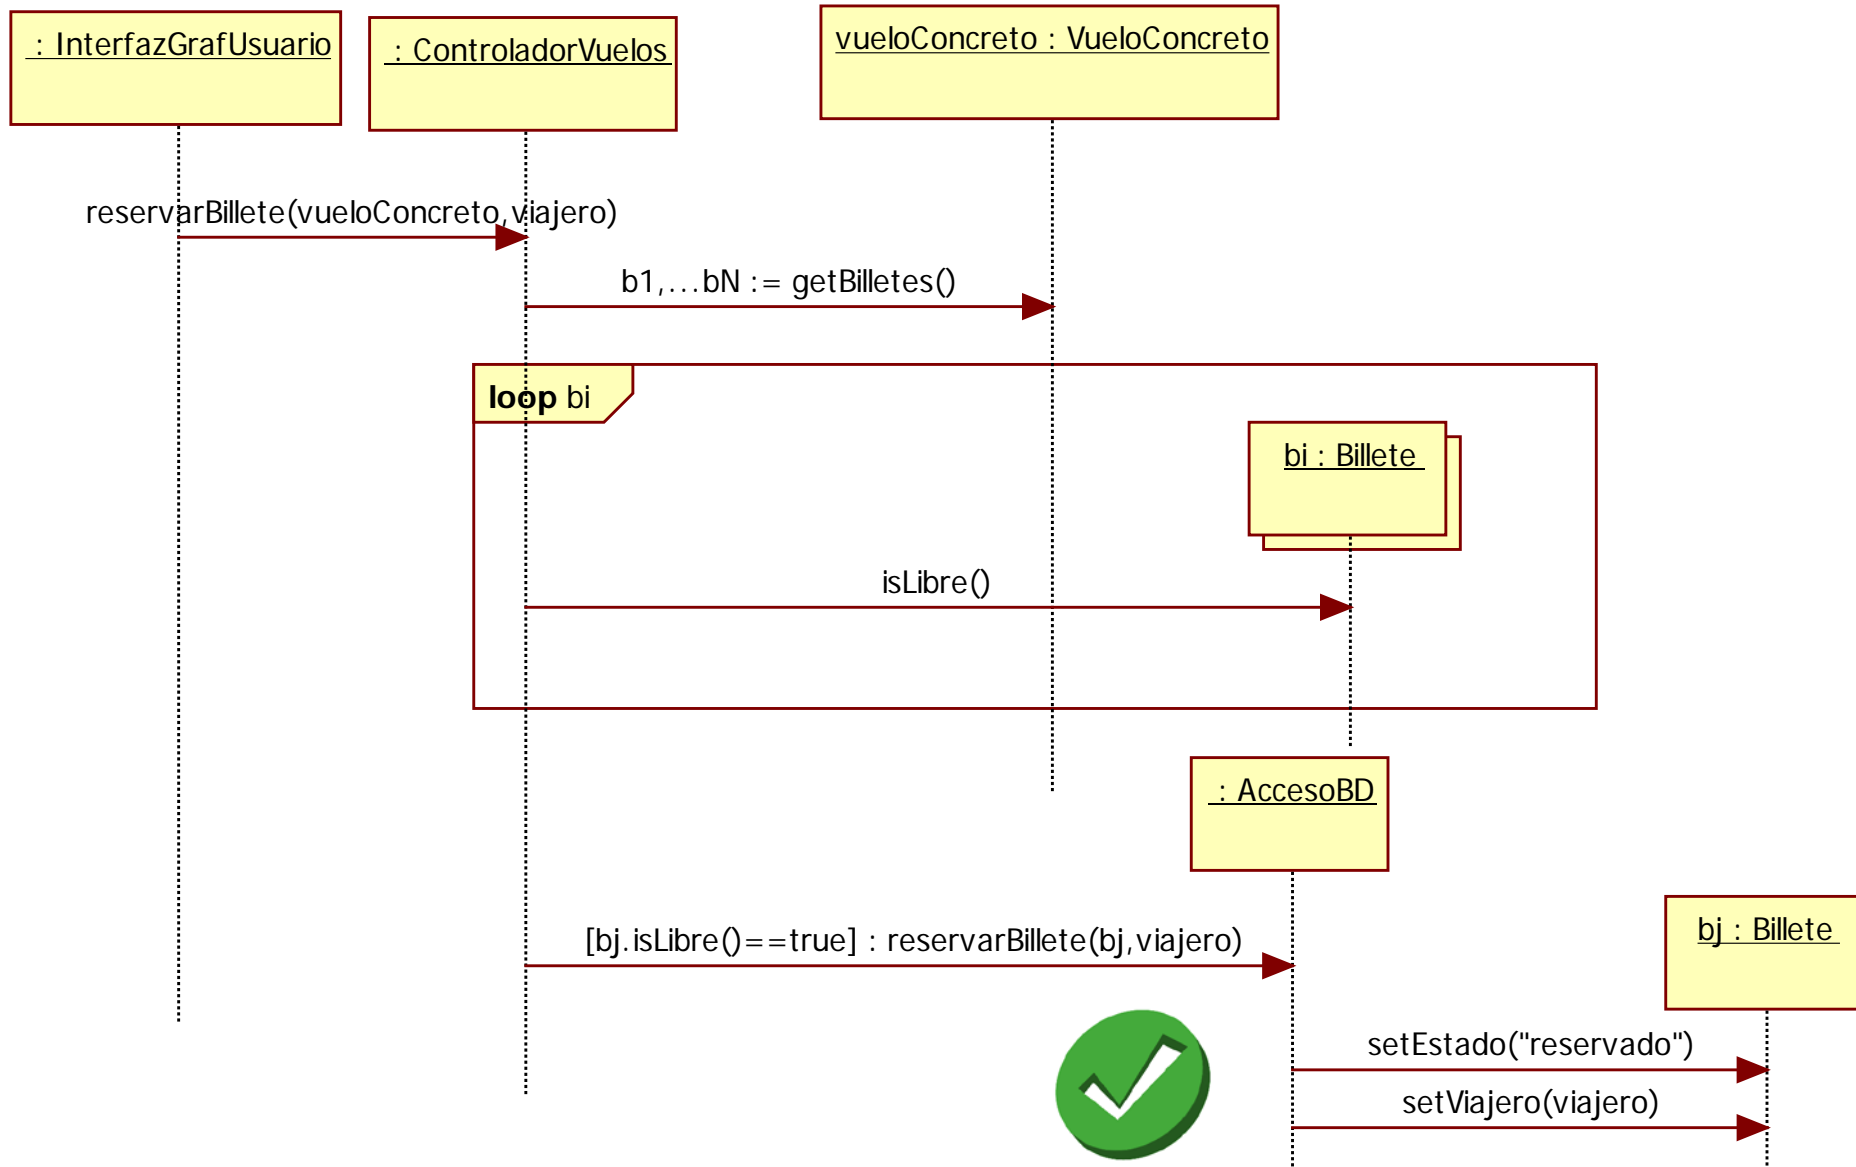 : InterfazGrafUsuario
: ControladorVuelos
vueloConcreto : VueloConcreto
reservarBillete(vueloConcreto,viajero)
b1,...bN := getBilletes()
loop bi
bi : Billete
isLibre()
: AccesoBD
[bj.isLibre()==true] : reservarBillete(bj,viajero)
bj : Billete
setEstado("reservado")
setViajero(viajero)